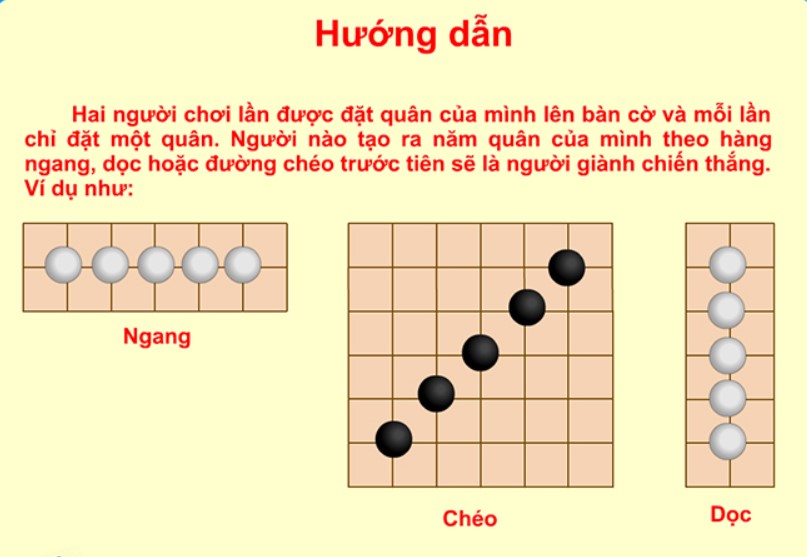 Hướng dẫn
Hai người chơi lần được đặt quân của mình lên bàn cờ và mỗi lần
chỉ đặt một quân. Người nào tạo ra năm quân của mình theo hàng
ngang, dọc hoặc đường chéo trước tiên sẽ là người giành chiến thắng.
Ví dụ như:
Ngang
Chéo
Dọc